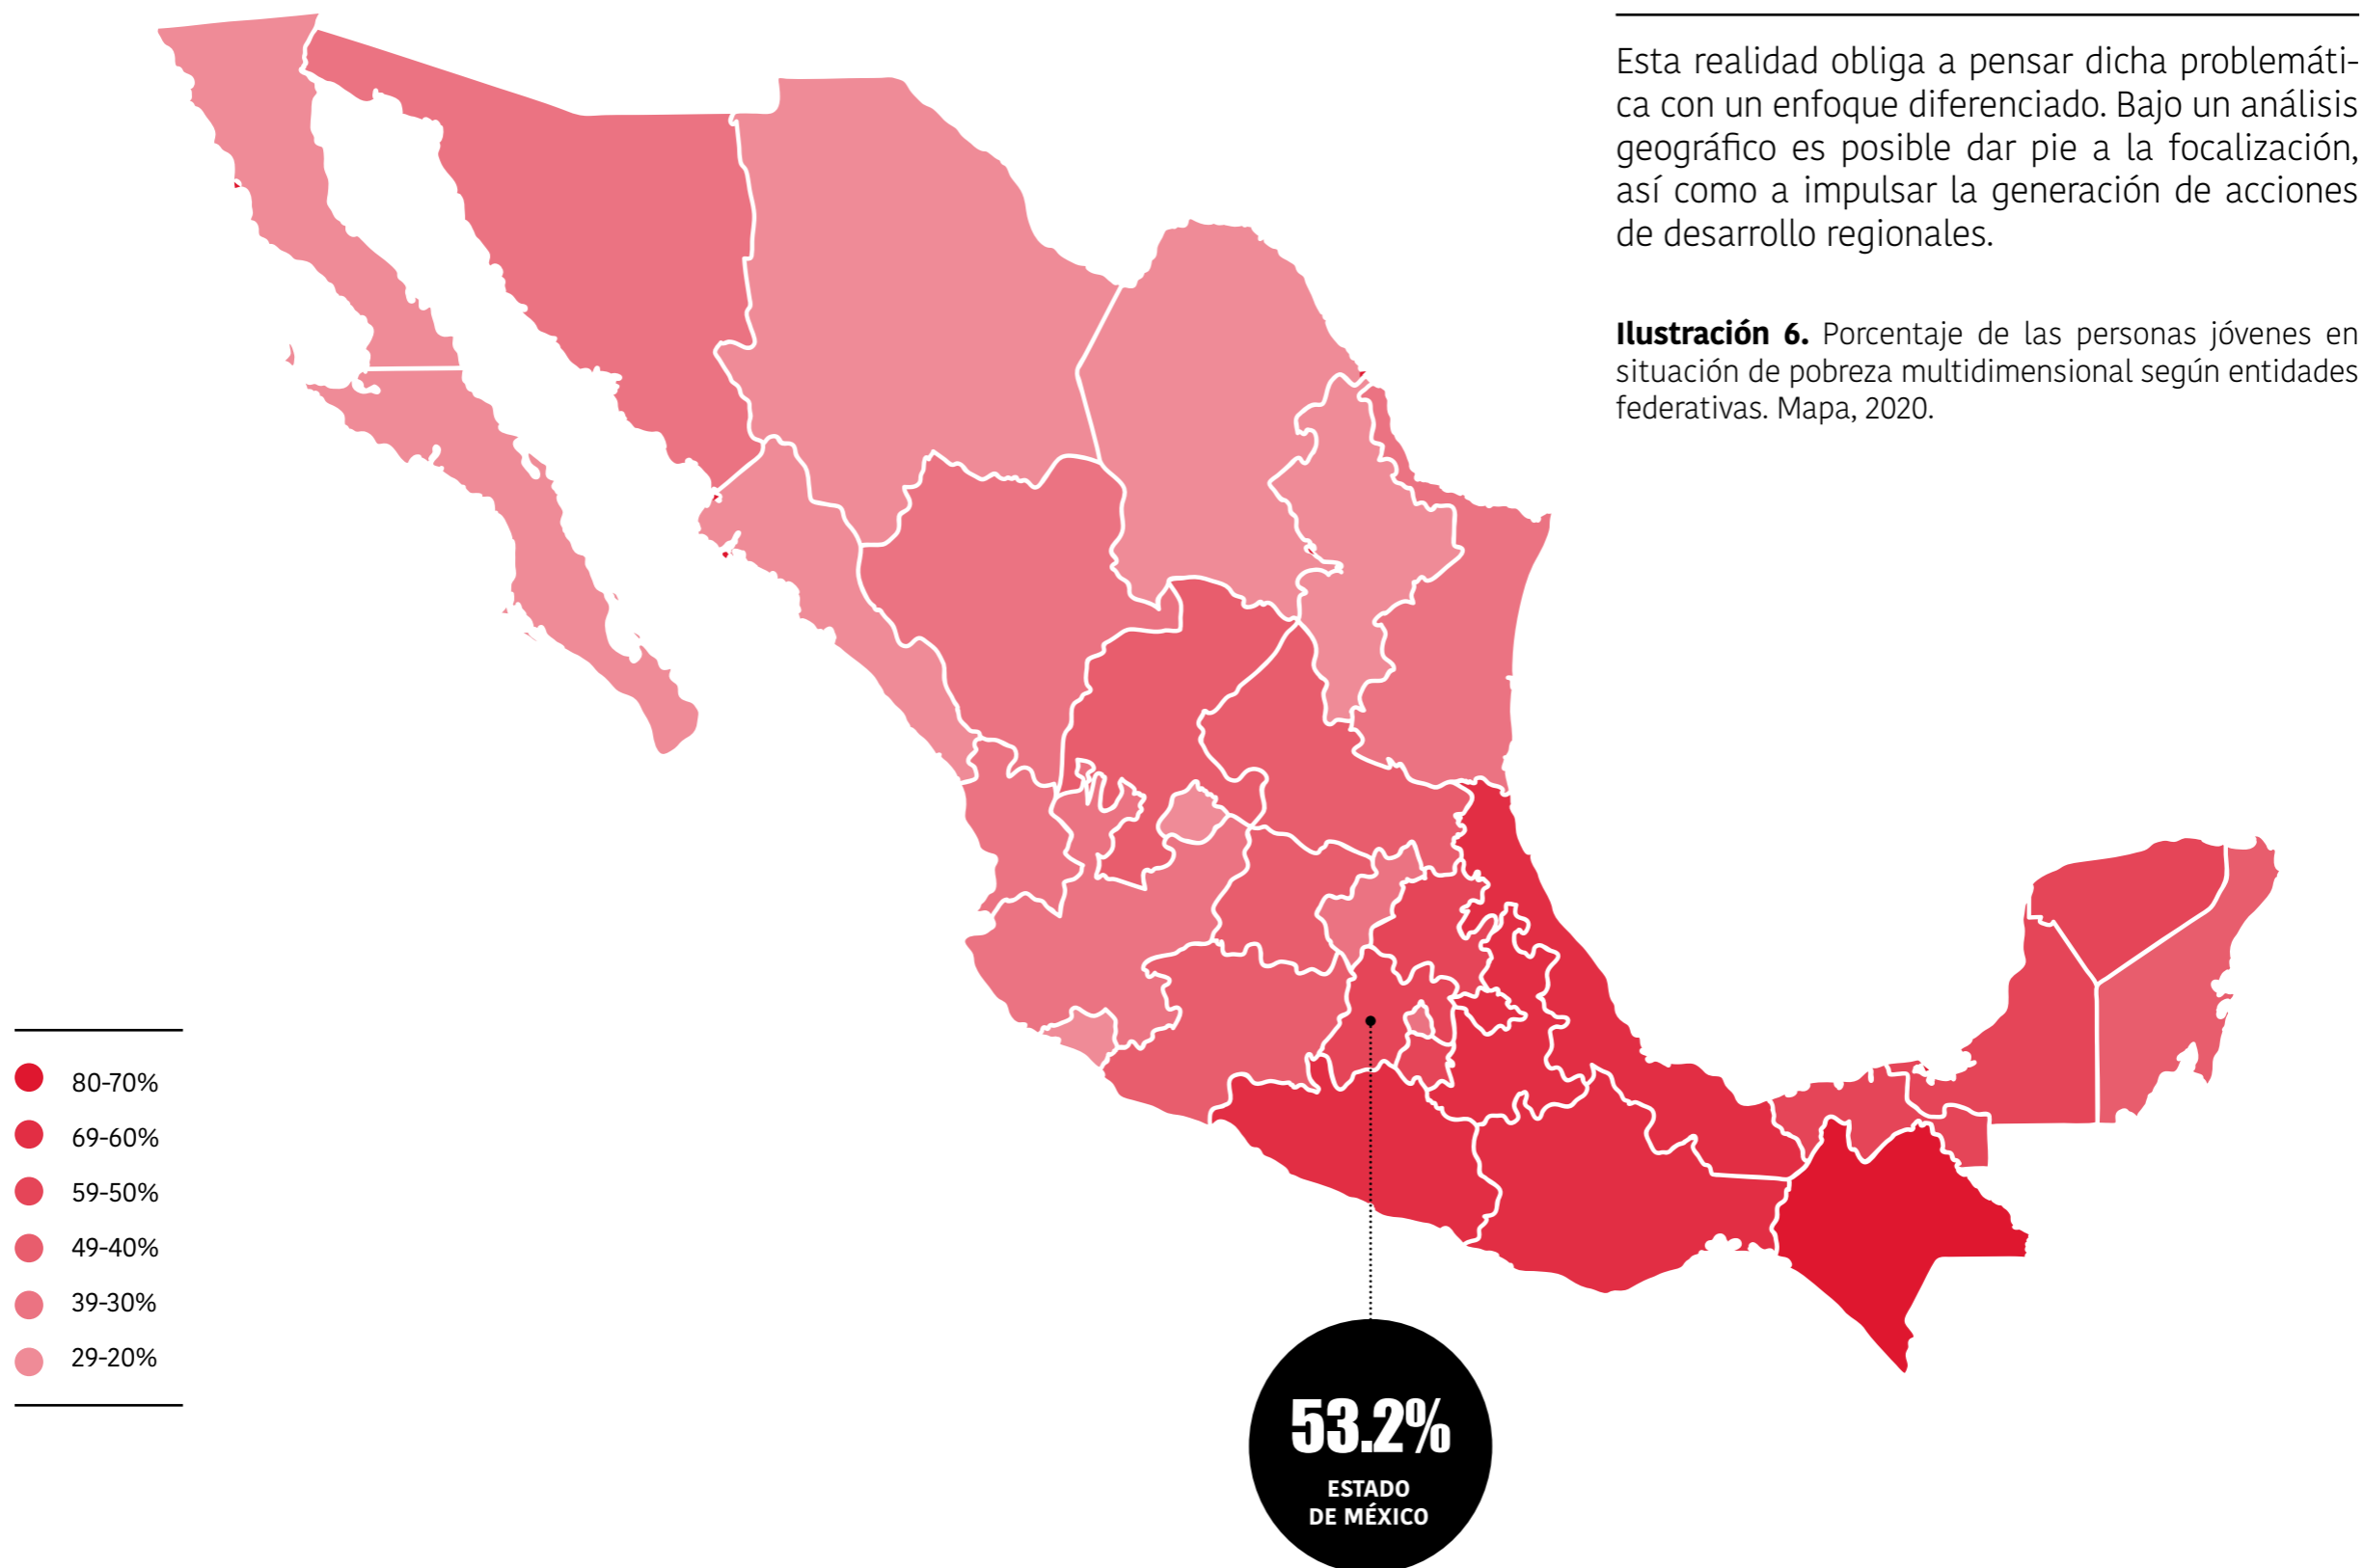 Esta realidad obliga a pensar dicha problemáti-
ca con un enfoque diferenciado. Bajo un análisis
geográfico es posible dar pie a la focalización,
así como a impulsar la generación de acciones
de desarrollo regionales.
Ilustración 6. Porcentaje de las personas jóvenes en
situación de pobreza multidimensional según entidades
federativas. Mapa, 2020.
80-70%
69-60%
59-50%
49-40%
39-30%
29-20%
53.2%
ESTADO
DE MÉXICO